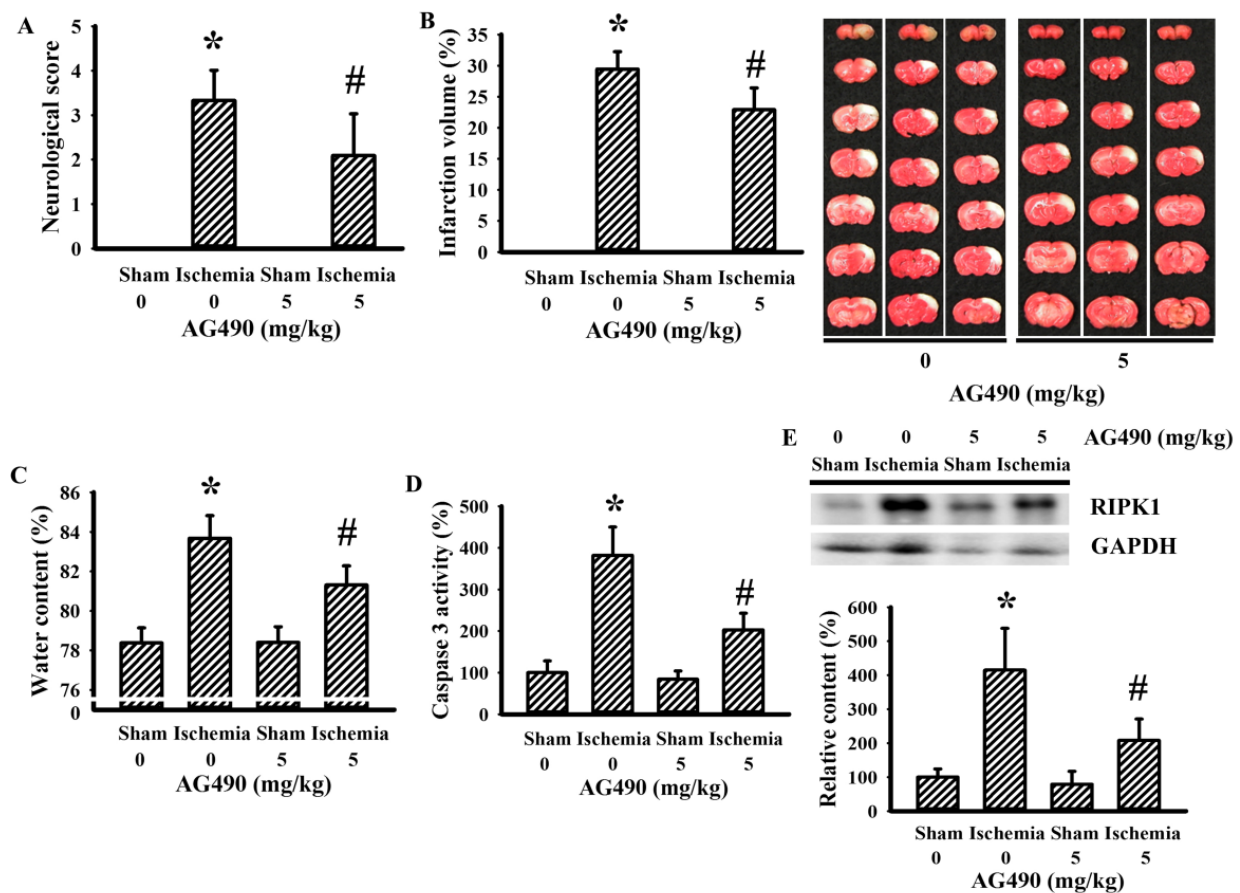 A
Neurological score
5
4
3
2
1
0
*
#
Sham Ischemia Sham Ischemia
0 0 5 5
AG490 (mg/kg)
B
Infarction volume (%)
35
30
25
20
15
10
5
0
*
#
Sham Ischemia Sham Ischemia
0 0 5 5
AG490 (mg/kg)
0 5
AG490 (mg/kg)
C
Water content (%)
86
84
82
80
78
76
0
*
#
Sham Ischemia Sham Ischemia
0 0 5 5
AG490 (mg/kg)
D
Caspase 3 activity (%)
500
400
300
200
100
0
*
#
Sham Ischemia Sham Ischemia
0 0 5 5
AG490 (mg/kg)
E
0 0 5 5 AG490 (mg/kg)
Sham Ischemia Sham Ischemia
RIPK1
GAPDH
Relative content (%)
600
500
400
300
200
100
0
*
#
Sham Ischemia Sham Ischemia
0 0 5 5
AG490 (mg/kg)